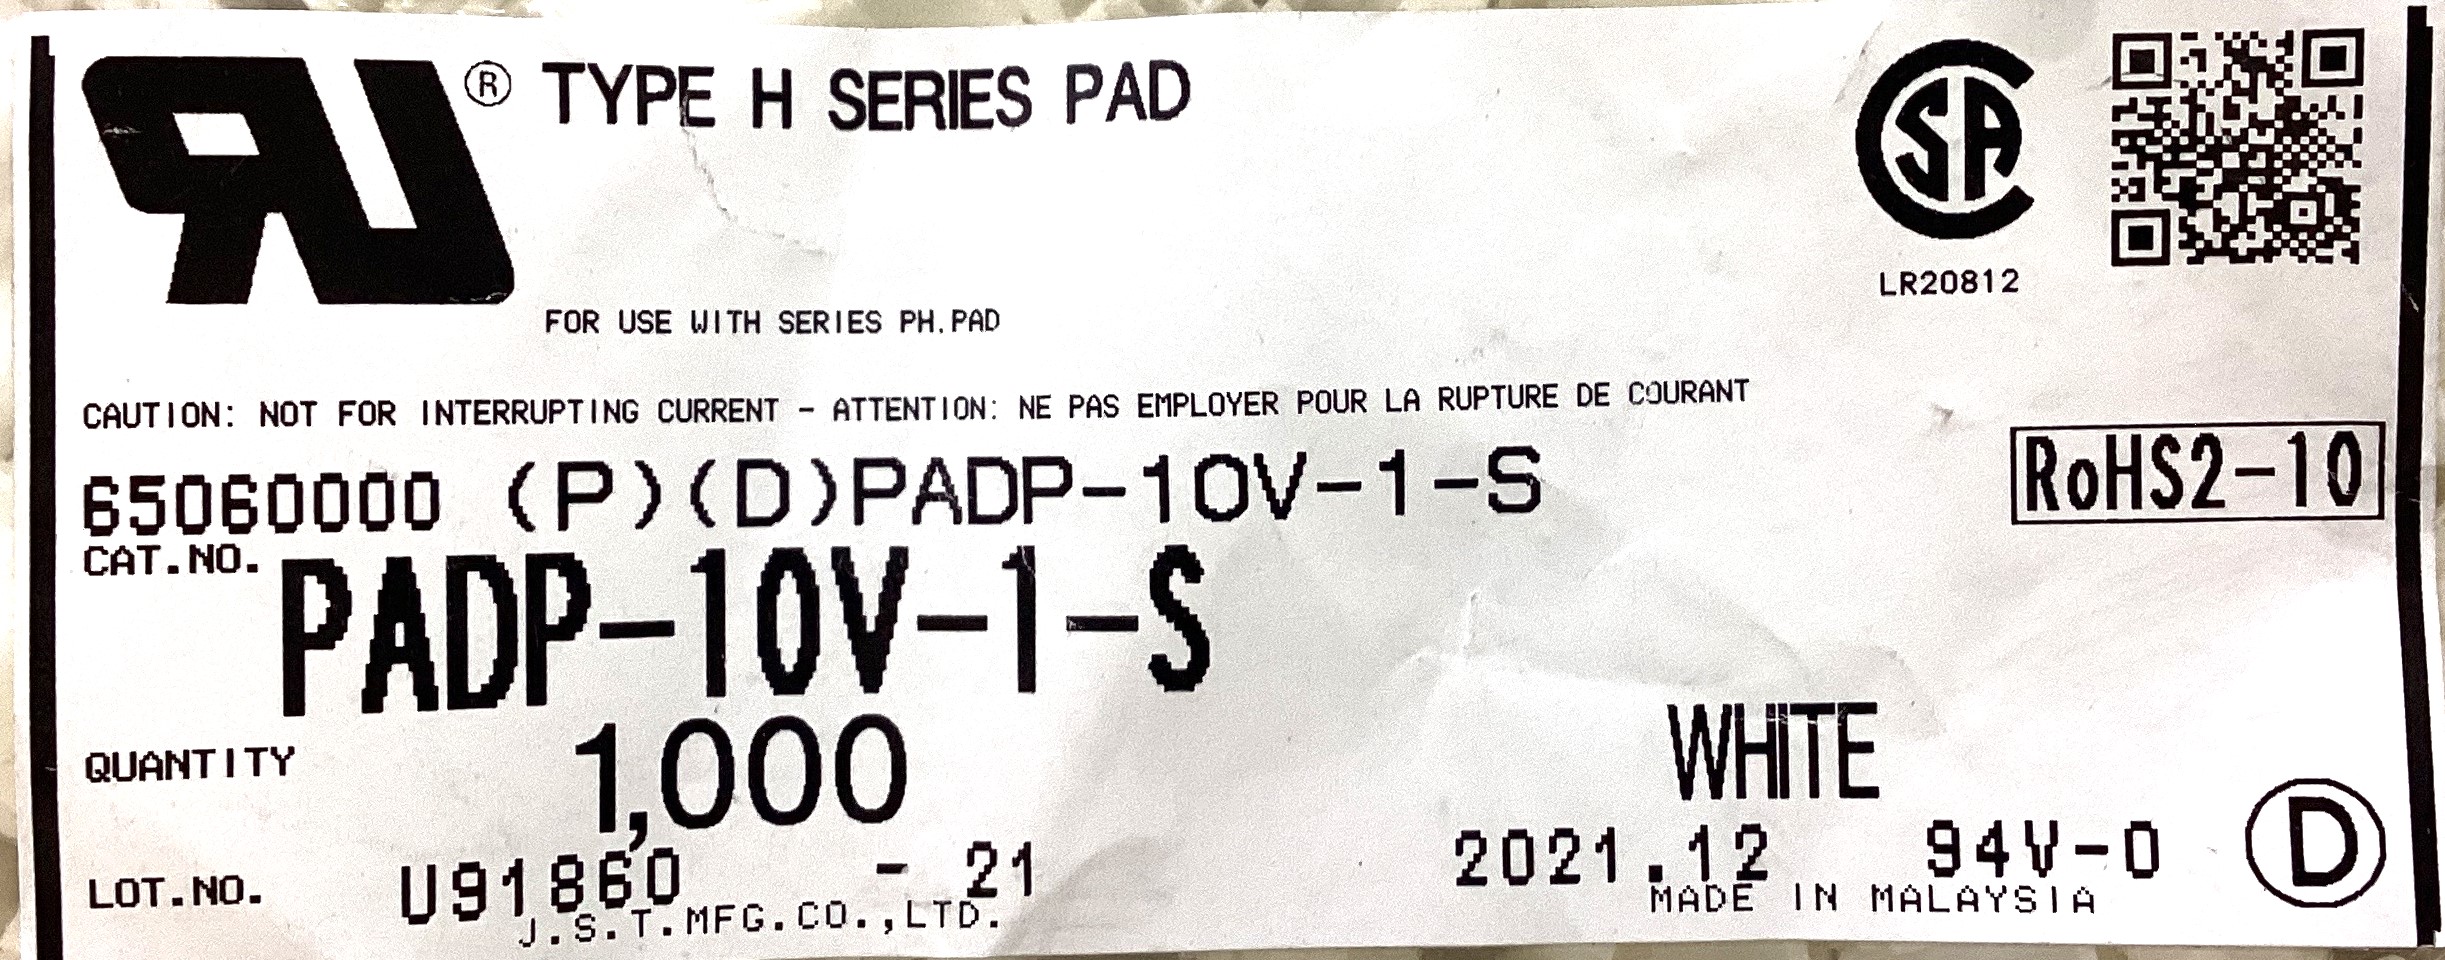 RU® TYPE H SERIES PAD
CSA
LR20812
FOR USE WITH SERIES PH.PAD
CAUTION: NOT FOR INTERRUPTING CURRENT - ATTENTION: NE PAS EMPLOYER POUR LA RUPTURE DE COURANT
65060000 (P)(D)PADP-10V-1-S
RoHS2-10
CAT.NO. PADP-10V-1-S
QUANTITY 1,000 WHITE
LOT.NO. U91860 - 21 2021.12 94V-0 D
J.S.T.MFG.CO.,LTD. MADE IN MALAYSIA